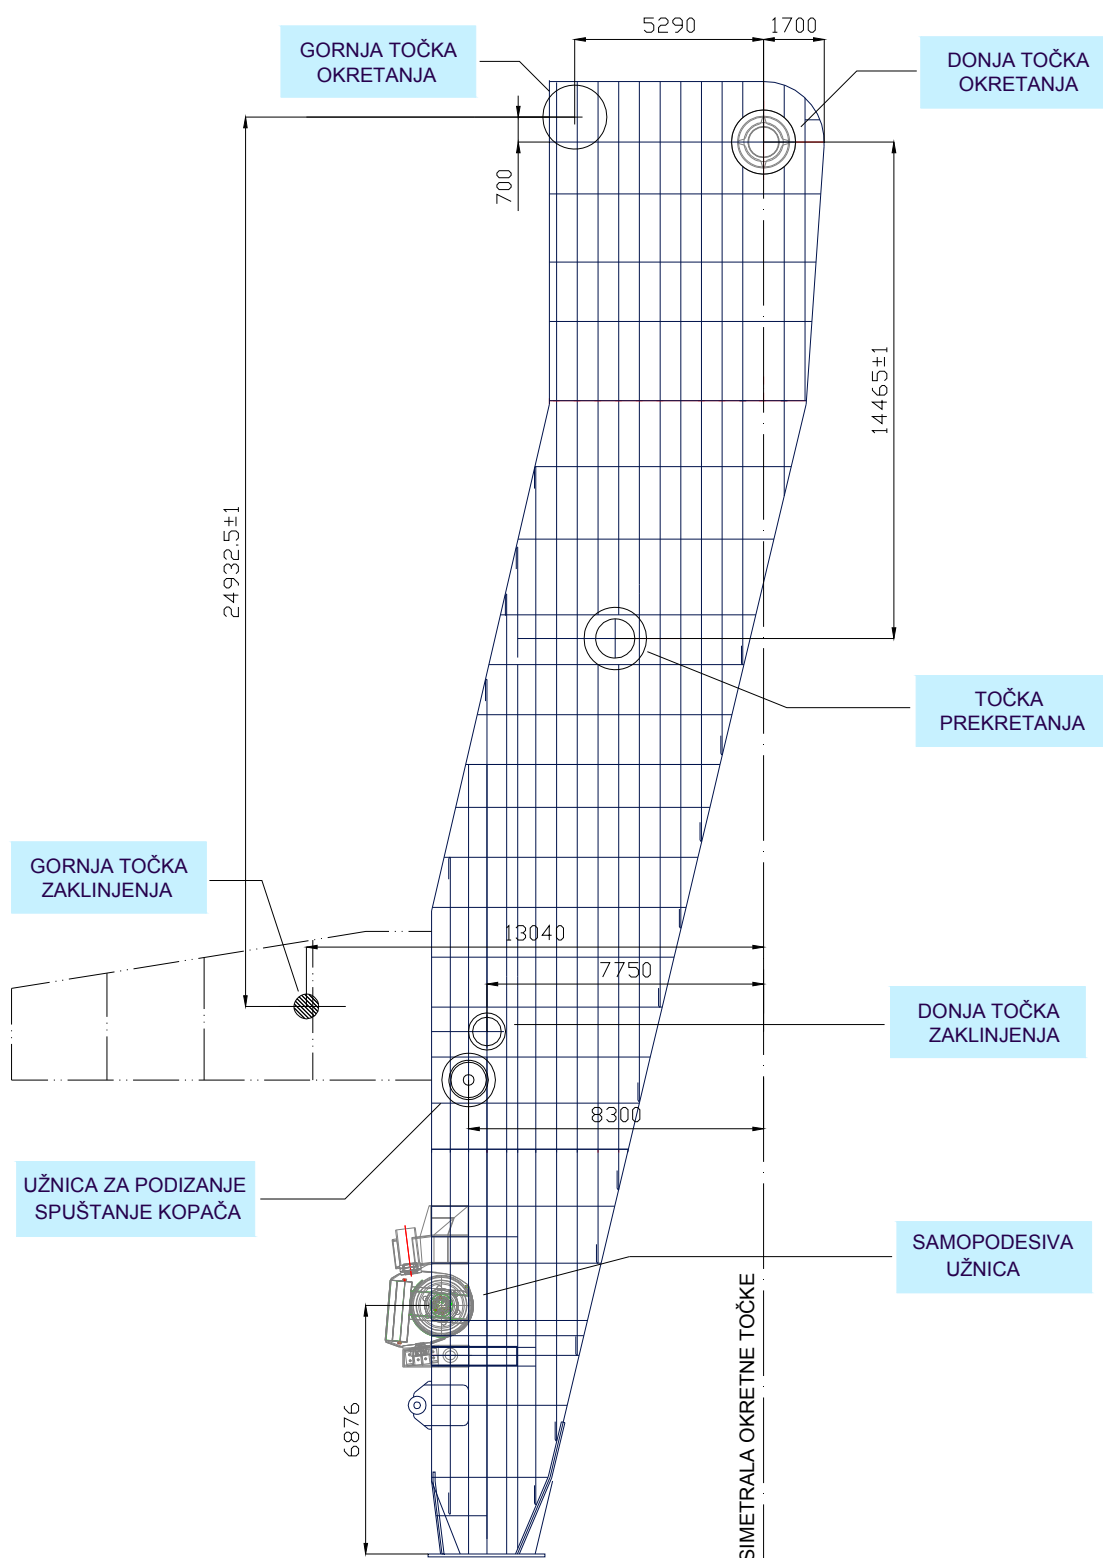 5290
1700
GORNJA TOČKA
OKRETANJA
DONJA TOČKA
OKRETANJA
700
14465±1
24932.5±1
TOČKA
PREKRETANJA
GORNJA TOČKA
ZAKLINJENJA
13040
7750
DONJA TOČKA
ZAKLINJENJA
8300
UŽNICA ZA PODIZANJE
SPUŠTANJE KOPAČA
SAMOPODESIVA
UŽNICA
SIMETRALA OKRETNE TOČKE
6876